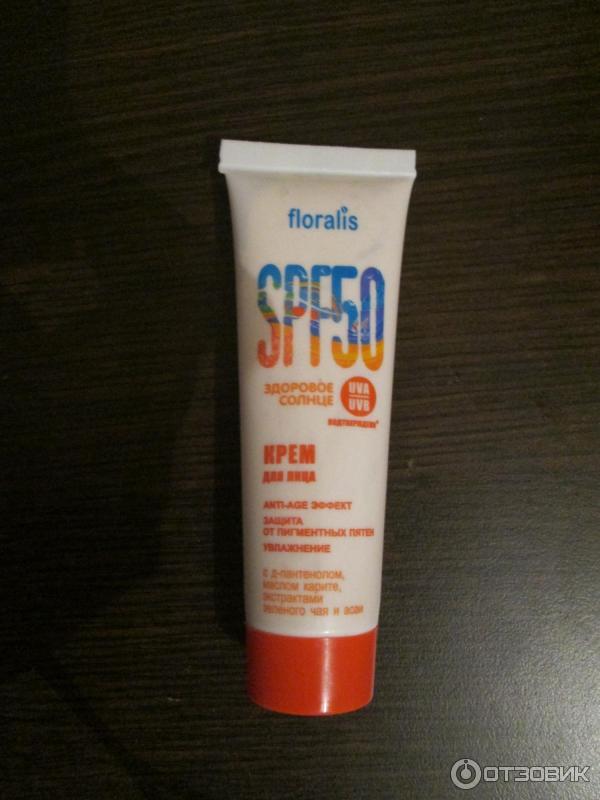 floralis
SPF50
ЗДОРОВОЕ
СОЛНЦЕ
UVA
UVB
ПОДТВЕРЖДЕНО*
КРЕМ
ДЛЯ ЛИЦА
ANTI-AGE ЭФФЕКТ
ЗАЩИТА
ОТ ПИГМЕНТНЫХ ПЯТЕН
УВЛАЖНЕНИЕ
с д-пантенолом,
маслом карите,
экстрактами
зеленого чая и асаи
ОТЗОВИК